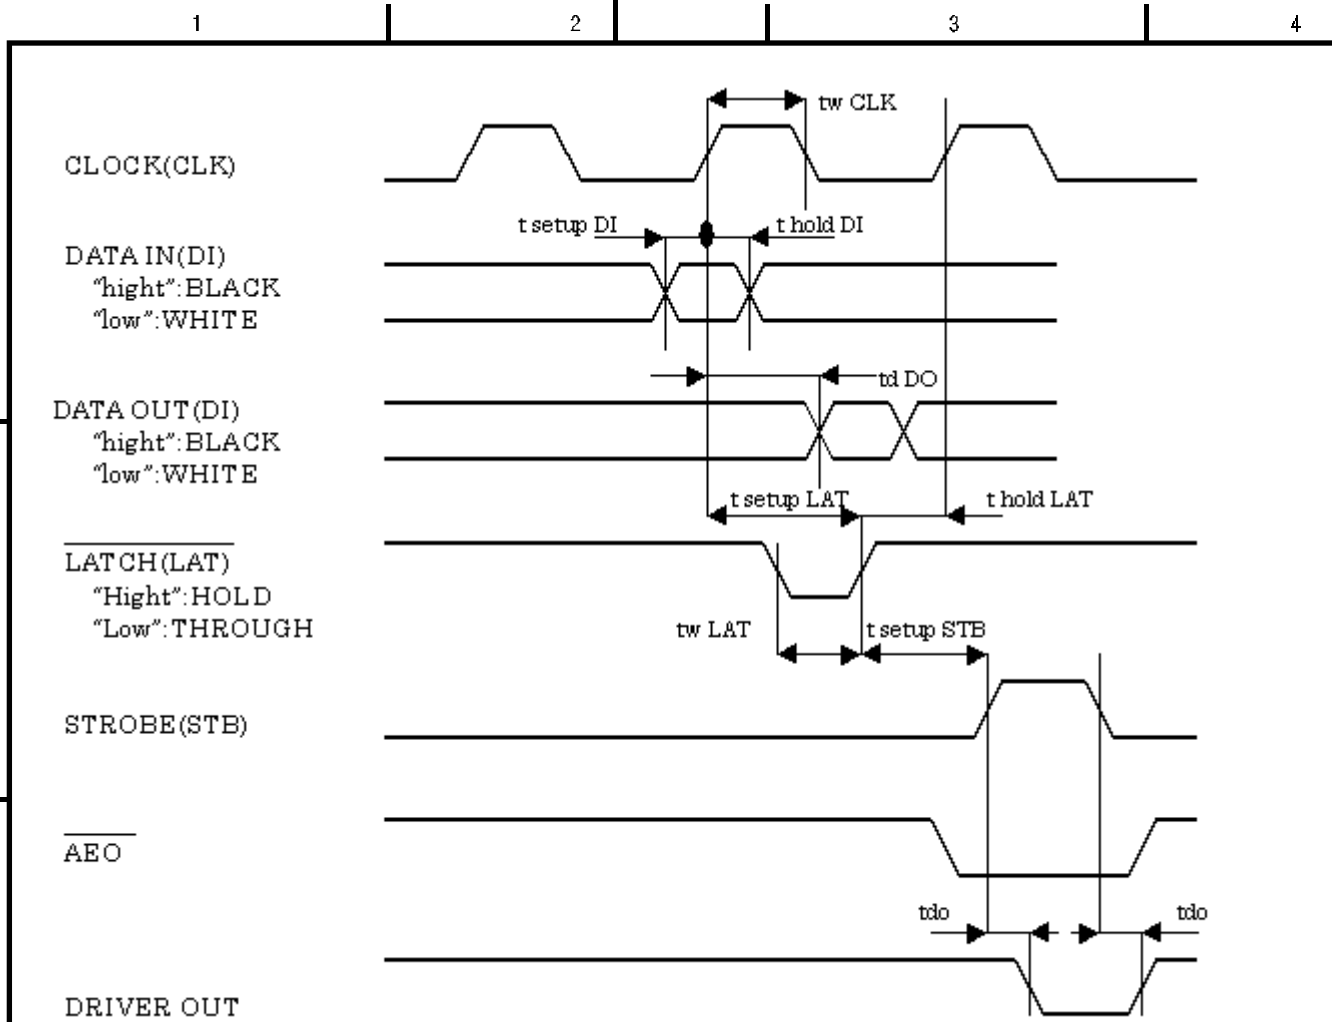 1 2 3 4
tw CLK
CLOCK(CLK)
t setup DI t hold DI
DATA IN(DI)
"hight":BLACK
"low":WHITE
td DO
DATA OUT(DI)
"hight":BLACK
"low":WHITE
t setup LAT t hold LAT
LATCH(LAT)
"Hight":HOLD
"Low":THROUGH
tw LAT t setup STB
STROBE(STB)
AEO
tdo tdo
DRIVER OUT